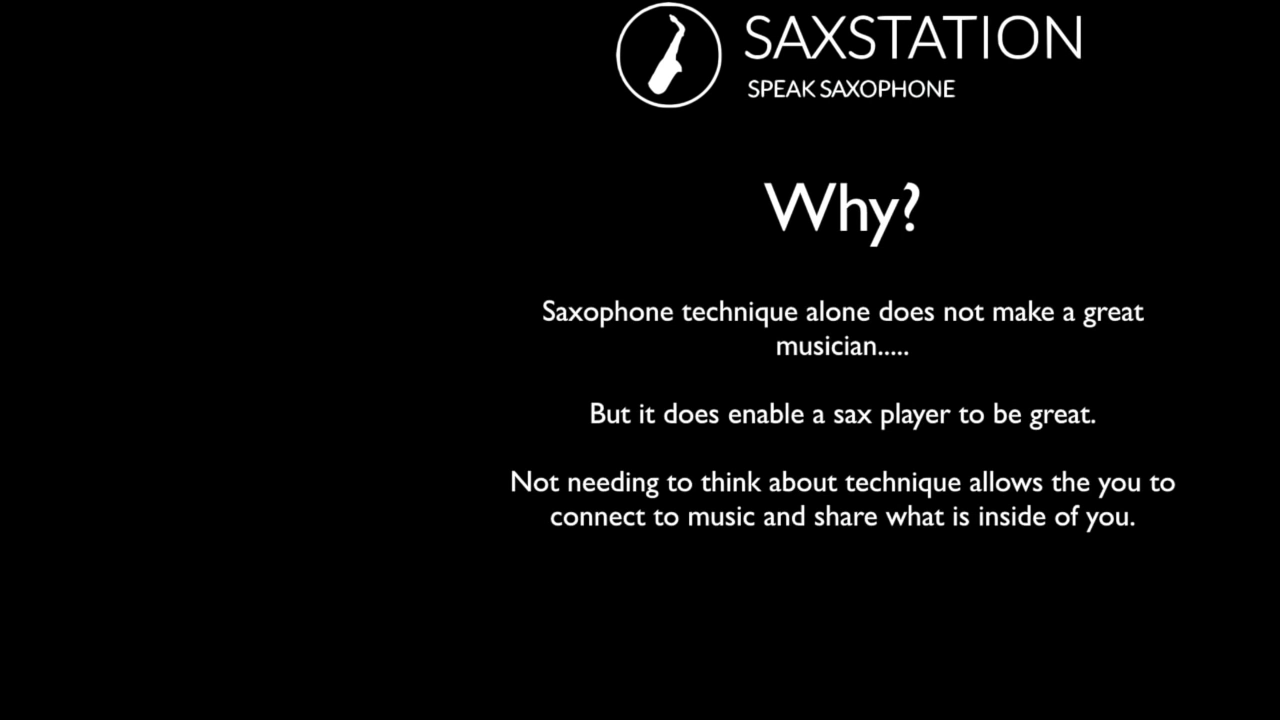 SAXSTATION
SPEAK SAXOPHONE
Why?
Saxophone technique alone does not make a great
musician.....
But it does enable a sax player to be great.
Not needing to think about technique allows the you to
connect to music and share what is inside of you.